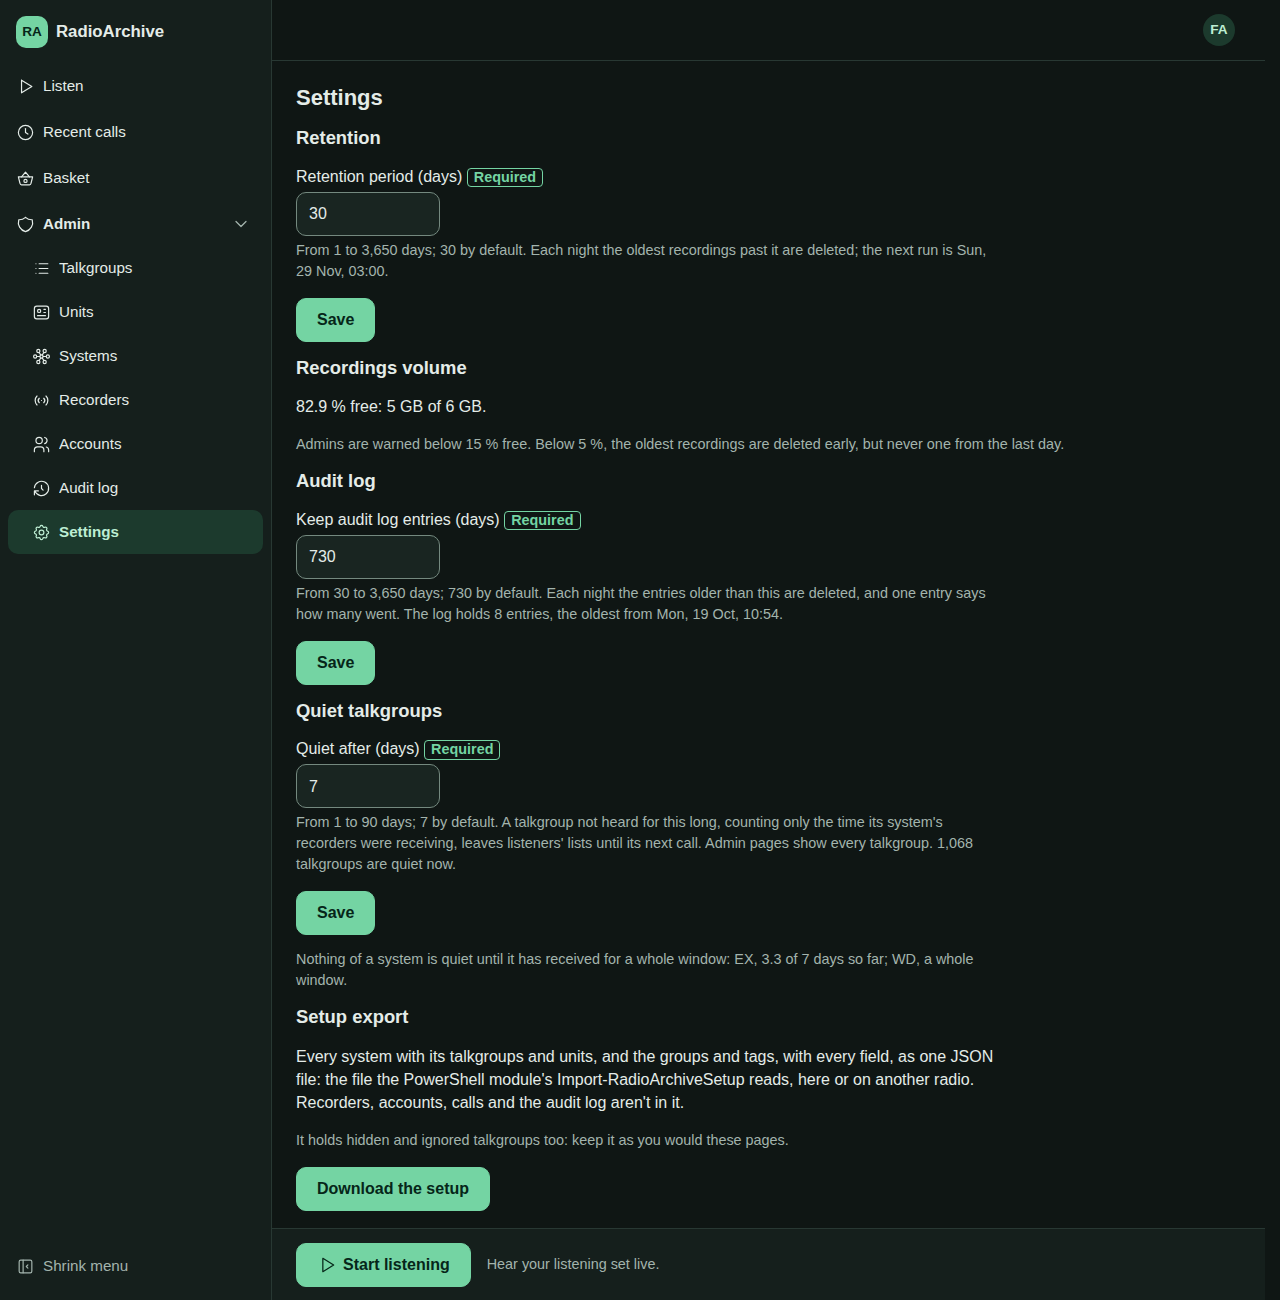 RA RadioArchive
FA
Listen
Recent calls
Basket
Admin
Talkgroups
Units
Systems
Recorders
Accounts
Audit log
Settings
Shrink menu
Settings
Retention
Retention period (days) Required
30
From 1 to 3,650 days; 30 by default. Each night the oldest recordings past it are deleted; the next run is Sun,
29 Nov, 03:00.
Save
Recordings volume
82.9 % free: 5 GB of 6 GB.
Admins are warned below 15 % free. Below 5 %, the oldest recordings are deleted early, but never one from the last day.
Audit log
Keep audit log entries (days) Required
730
From 30 to 3,650 days; 730 by default. Each night the entries older than this are deleted, and one entry says
how many went. The log holds 8 entries, the oldest from Mon, 19 Oct, 10:54.
Save
Quiet talkgroups
Quiet after (days) Required
7
From 1 to 90 days; 7 by default. A talkgroup not heard for this long, counting only the time its system's
recorders were receiving, leaves listeners' lists until its next call. Admin pages show every talkgroup. 1,068
talkgroups are quiet now.
Save
Nothing of a system is quiet until it has received for a whole window: EX, 3.3 of 7 days so far; WD, a whole
window.
Setup export
Every system with its talkgroups and units, and the groups and tags, with every field, as one JSON
file: the file the PowerShell module's Import-RadioArchiveSetup reads, here or on another radio.
Recorders, accounts, calls and the audit log aren't in it.
It holds hidden and ignored talkgroups too: keep it as you would these pages.
Download the setup
Start listening Hear your listening set live.